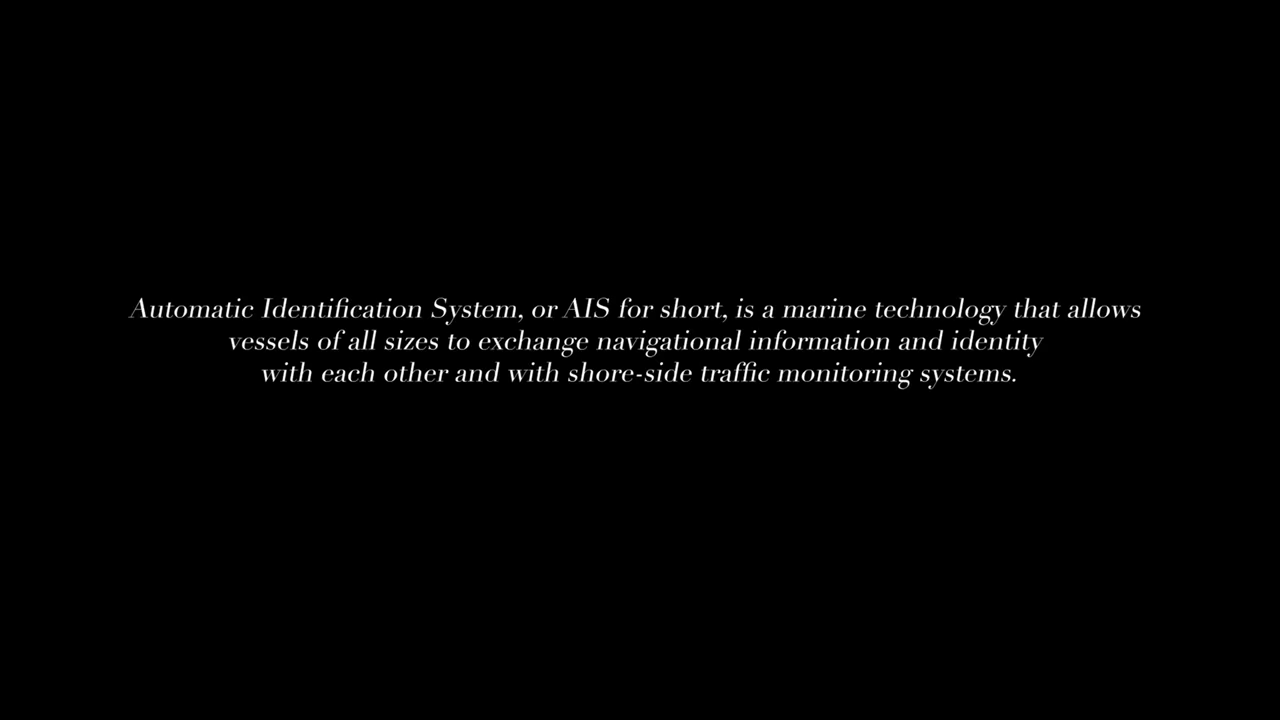 Automatic Identification System, or AIS for short, is a marine technology that allows
vessels of all sizes to exchange navigational information and identity
with each other and with shore-side traffic monitoring systems.